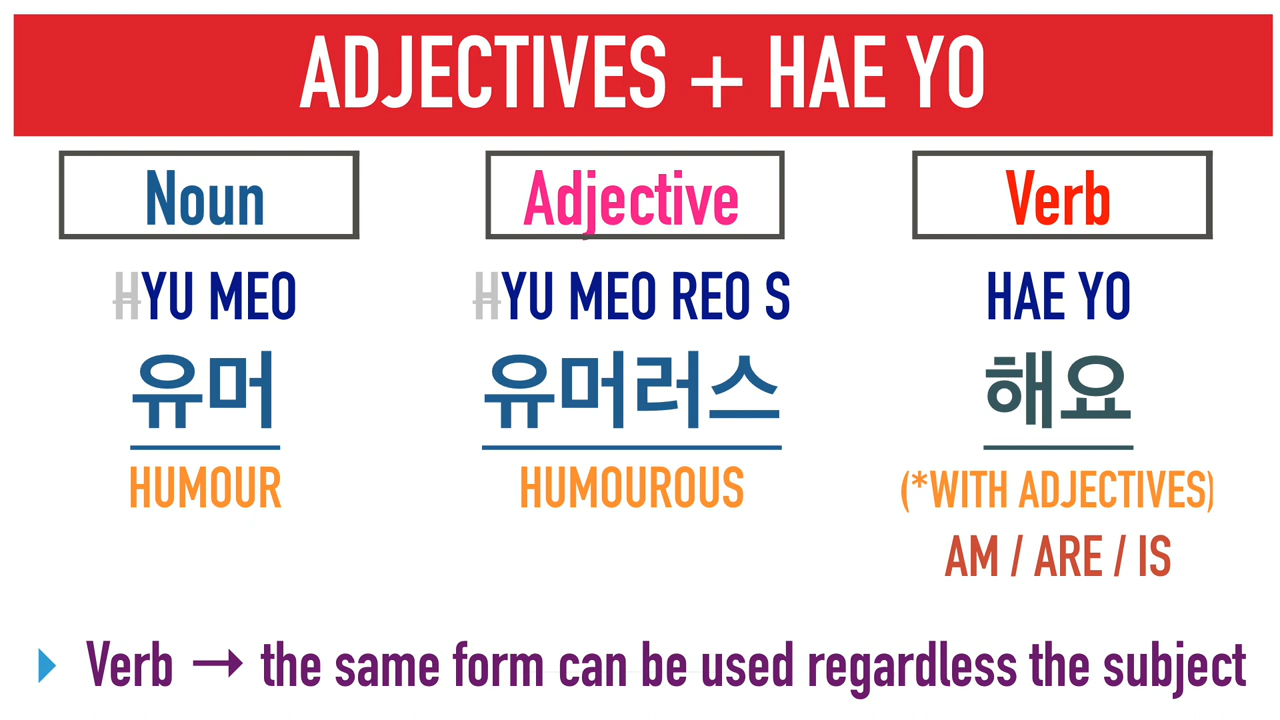 ADJECTIVES + HAE YO
Noun
Adjective
Verb
HYU MEO
HYU MEO REO S
HAE YO
유머
유머러스
해요
HUMOUR
HUMOUROUS
(*WITH ADJECTIVES)
AM / ARE / IS
Verb → the same form can be used regardless the subject